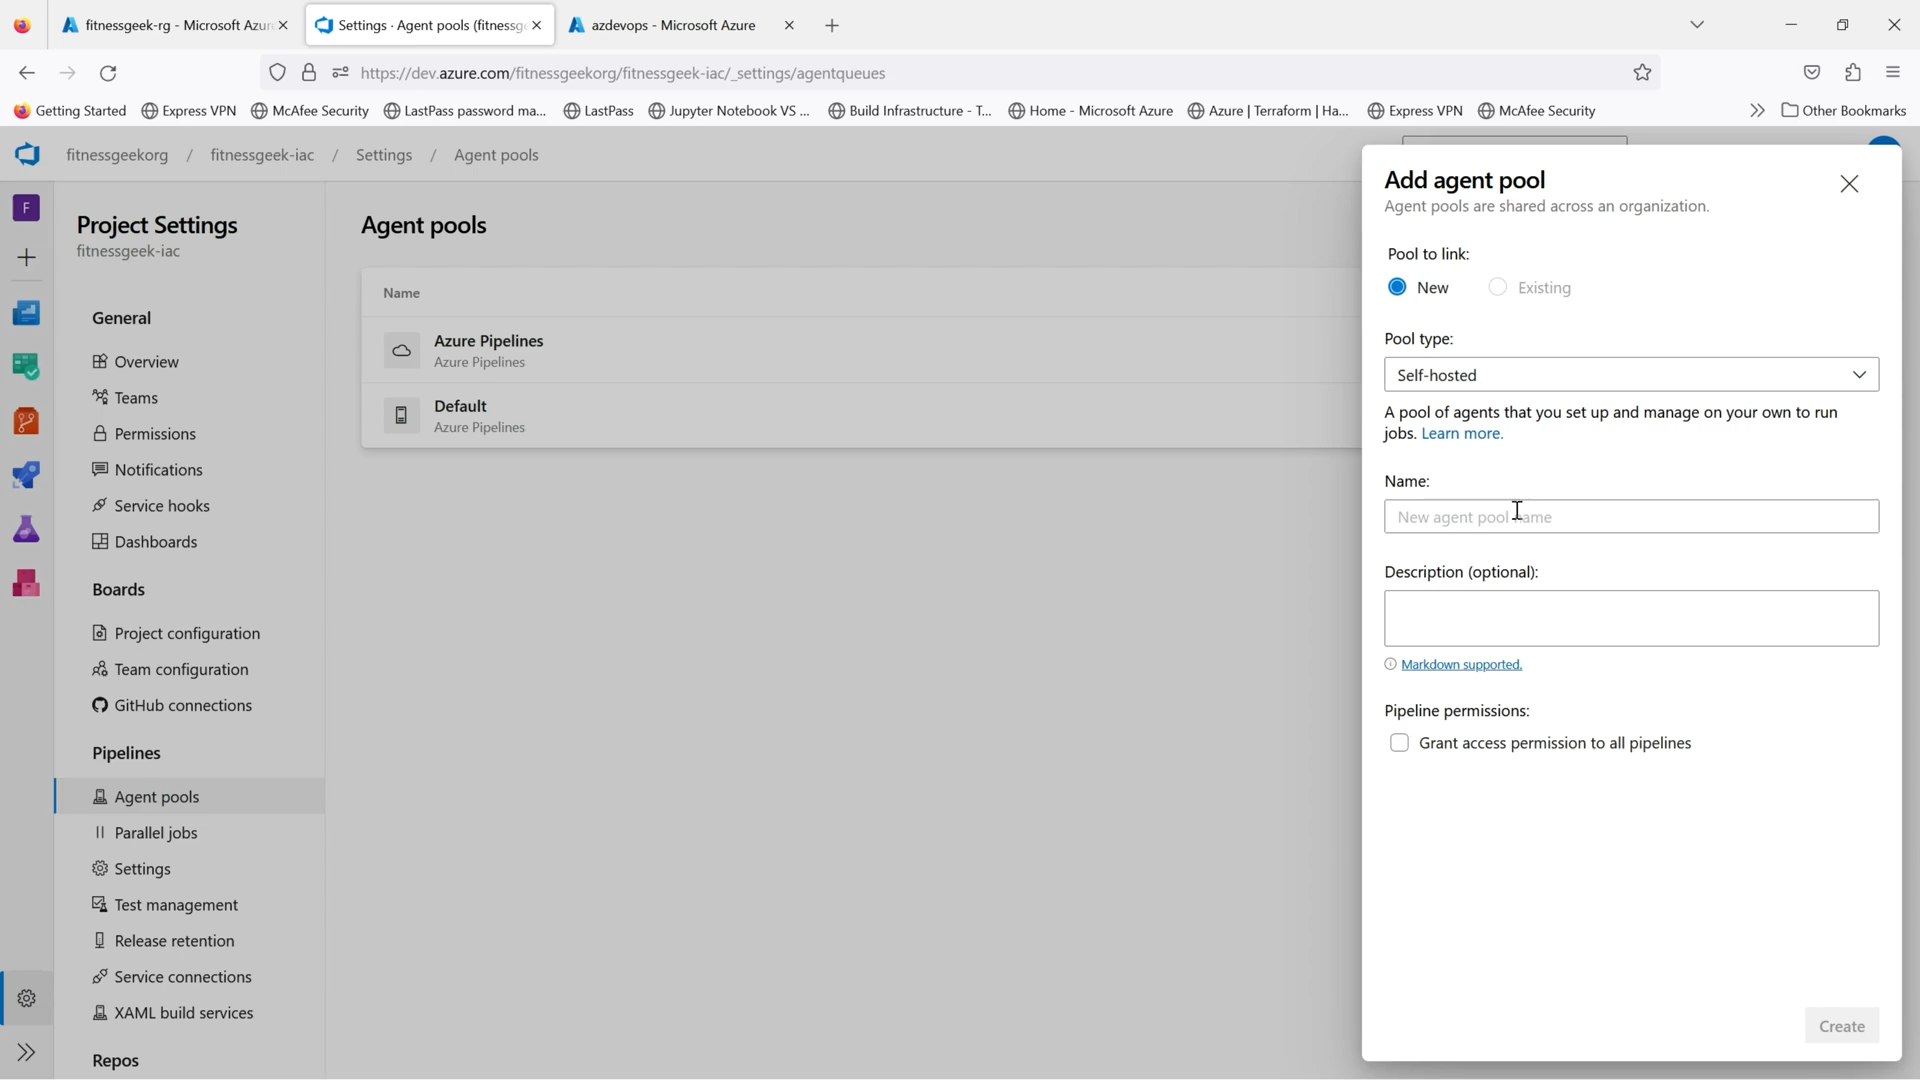 fitnessgeek-rg - Microsoft Azur
Settings · Agent pools (fitnessge
azdevops - Microsoft Azure
https://dev.azure.com/fitnessgeekorg/fitnessgeek-iac/_settings/agentqueues
Getting Started
Express VPN
McAfee Security
LastPass password ma...
LastPass
Jupyter Notebook VS ...
Build Infrastructure - T...
Home - Microsoft Azure
Azure | Terraform | Ha...
Express VPN
McAfee Security
Other Bookmarks
fitnessgeekorg / fitnessgeek-iac / Settings / Agent pools
F
Project Settings
fitnessgeek-iac
General
Overview
Teams
Permissions
Notifications
Service hooks
Dashboards
Boards
Project configuration
Team configuration
GitHub connections
Pipelines
Agent pools
Parallel jobs
Settings
Test management
Release retention
Service connections
XAML build services
Repos
Agent pools
Name
Azure Pipelines
Azure Pipelines
Default
Azure Pipelines
Add agent pool
Agent pools are shared across an organization.
Pool to link:
New
Existing
Pool type:
Self-hosted
A pool of agents that you set up and manage on your own to run
jobs. Learn more.
Name:
New agent pool name
Description (optional):
Markdown supported.
Pipeline permissions:
Grant access permission to all pipelines
Create